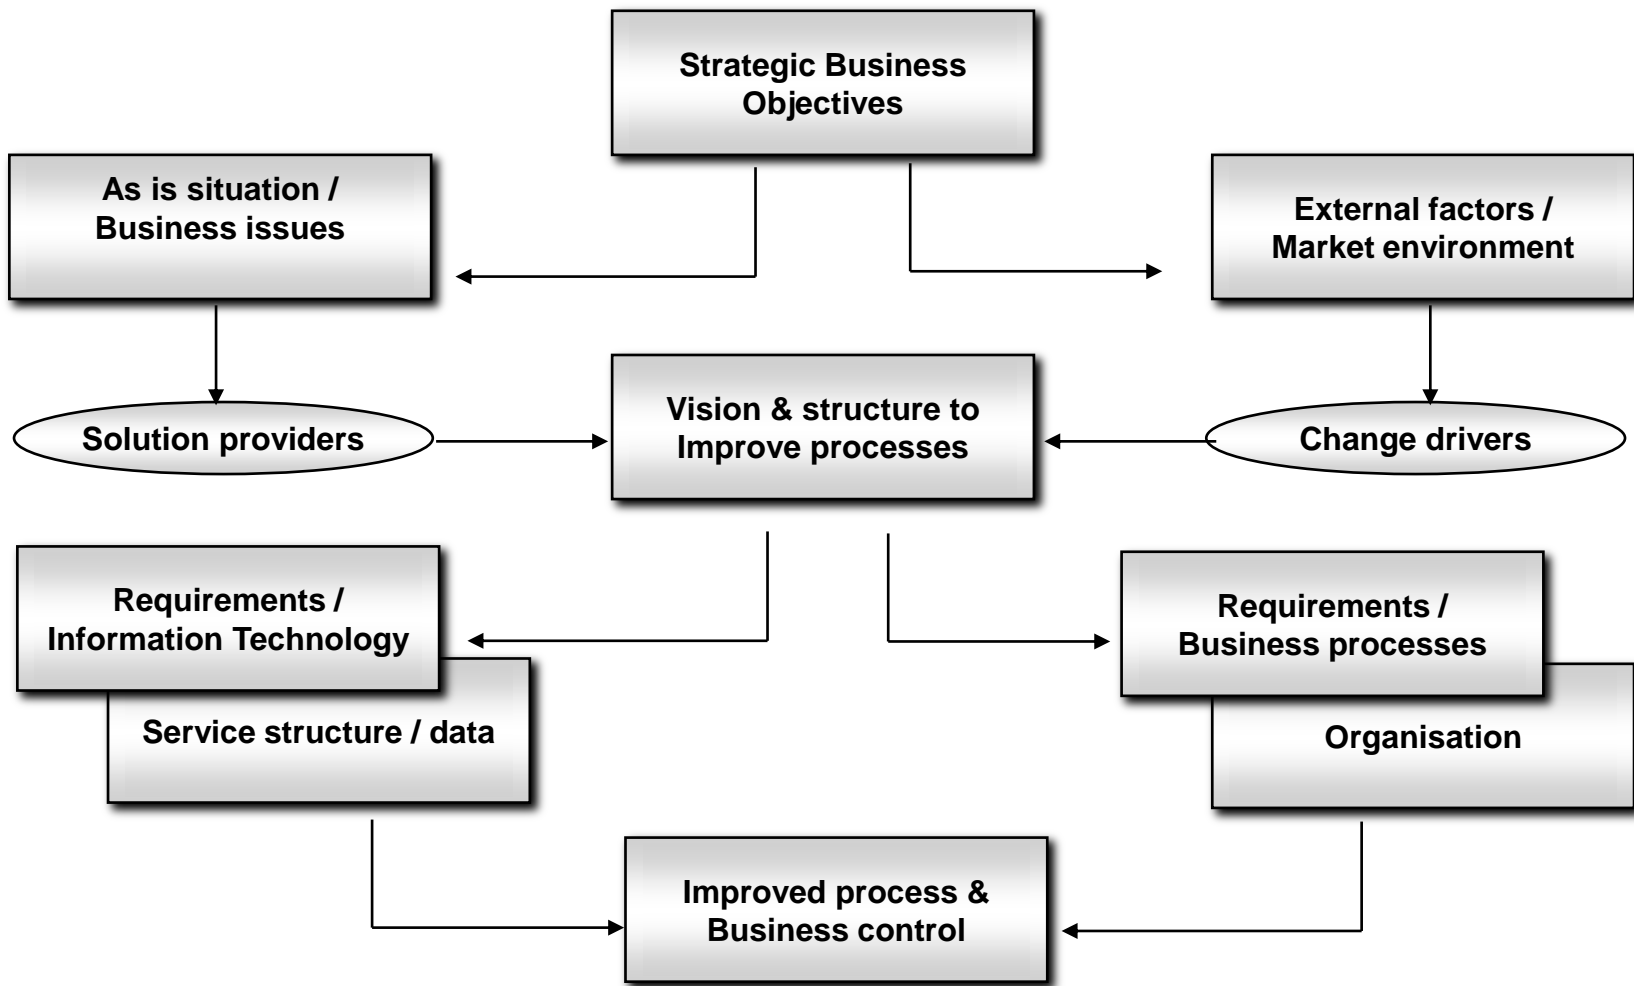 Strategic Business
Objectives
As is situation /
Business issues
External factors /
Market environment
Vision & structure to
Improve processes
Solution providers
Change drivers
Requirements /
Information Technology
Requirements /
Business processes
Service structure / data
Organisation
Improved process &
Business control